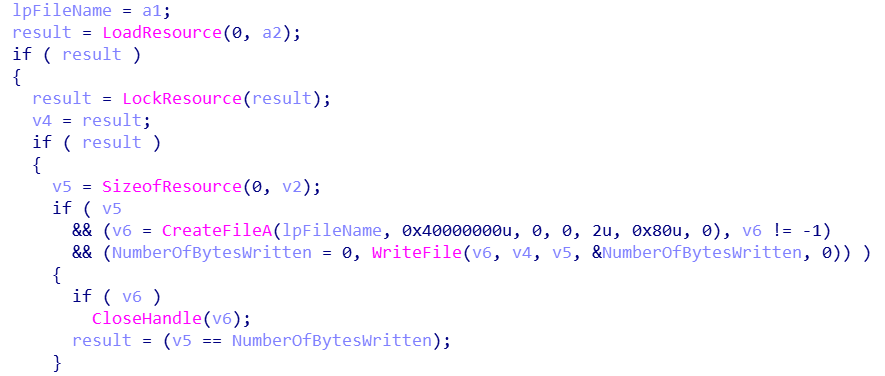 lpFileName = a1;
result = LoadResource(0, a2);
if ( result )
{
  result = LockResource(result);
  v4 = result;
  if ( result )
  {
    v5 = SizeofResource(0, v2);
    if ( v5
      && (v6 = CreateFileA(lpFileName, 0x40000000u, 0, 0, 2u, 0x80u, 0), v6 != -1)
      && (NumberOfBytesWritten = 0, WriteFile(v6, v4, v5, &NumberOfBytesWritten, 0)) )
    {
      if ( v6 )
        CloseHandle(v6);
      result = (v5 == NumberOfBytesWritten);
    }